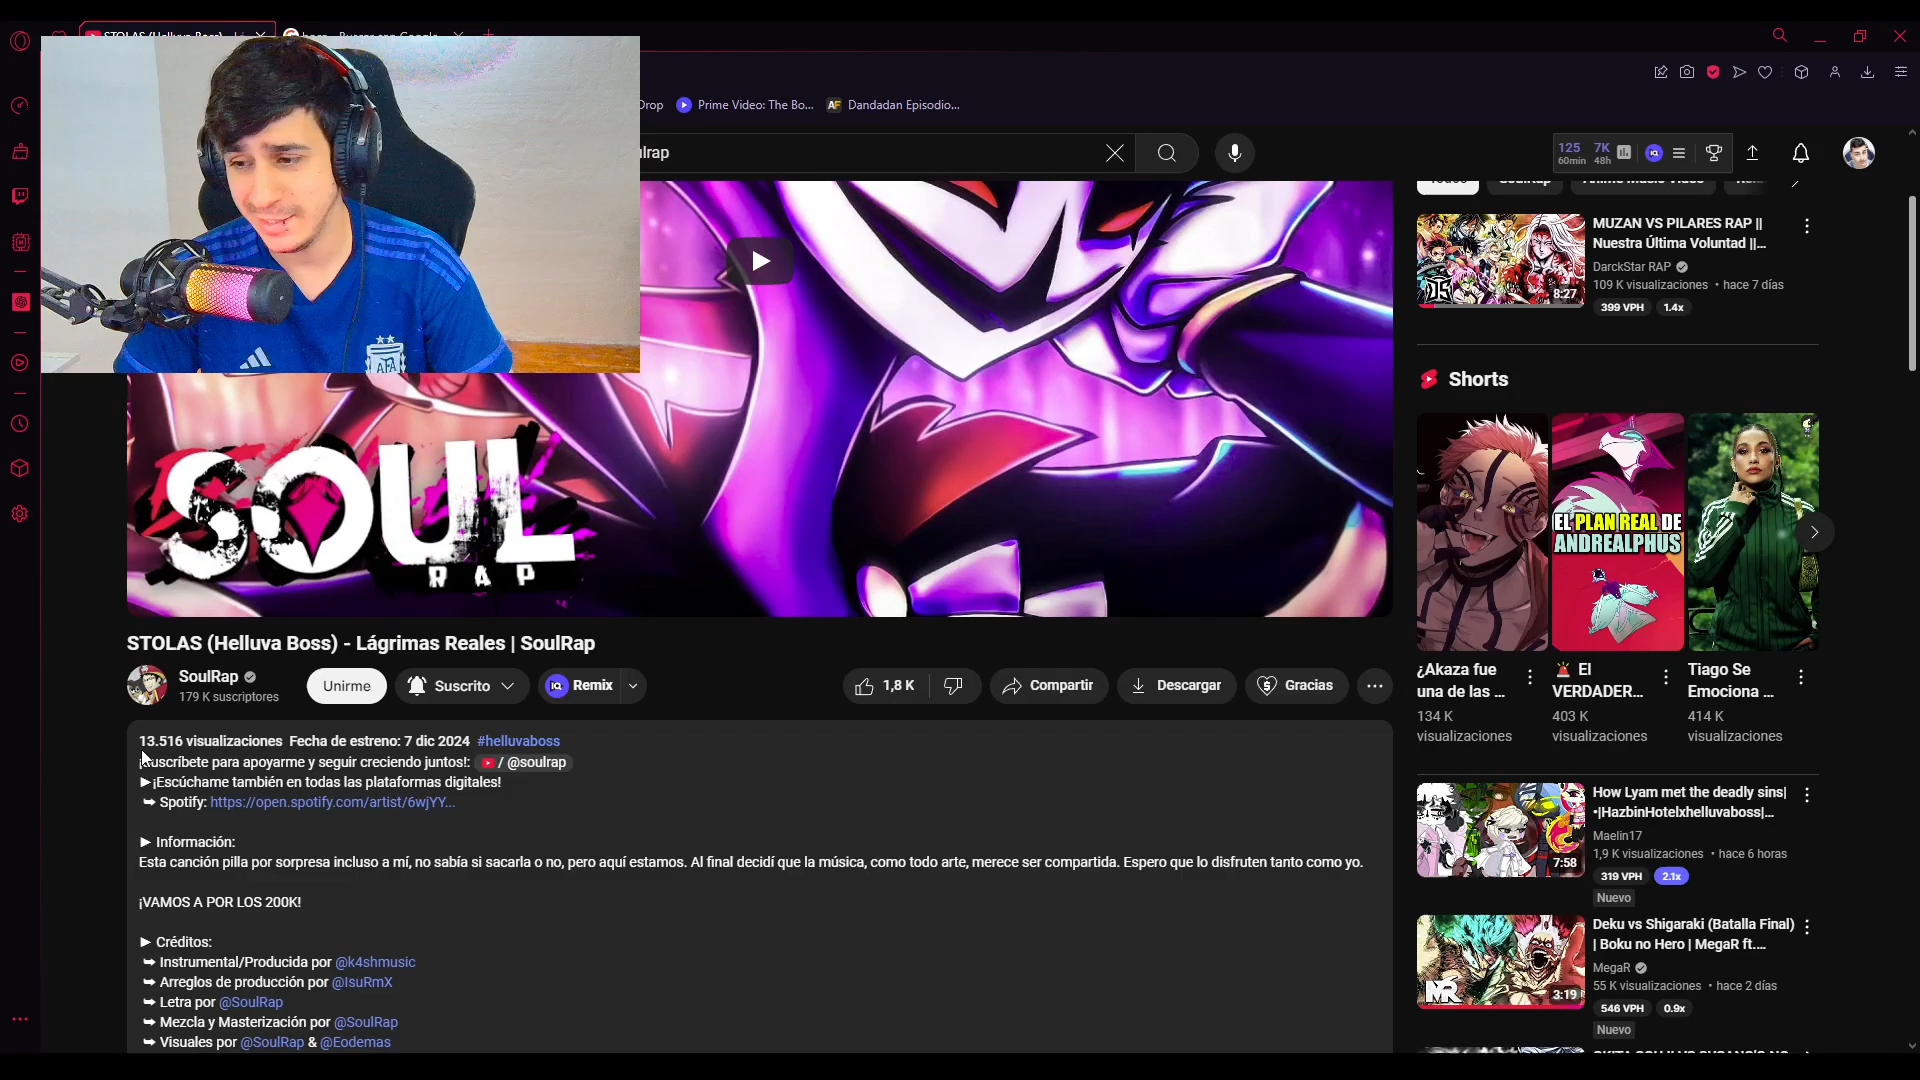 STOLAS (Helluva Boss) - L
Drop
Prime Video: The Bo...
AF Dandadan Episodio...
lrap
125 7K
60min 48h
IQ
SOUL
RAP
STOLAS (Helluva Boss) - Lágrimas Reales | SoulRap
SoulRap
179 K suscriptores
Unirme
Suscrito
IQ Remix
1,8 K
Compartir
Descargar
Gracias
13.516 visualizaciones Fecha de estreno: 7 dic 2024 #helluvaboss
¡Suscríbete para apoyarme y seguir creciendo juntos!: / @soulrap
►¡Escúchame también en todas las plataformas digitales!
➥ Spotify: https://open.spotify.com/artist/6wjYY...
► Información:
Esta canción pilla por sorpresa incluso a mí, no sabía si sacarla o no, pero aquí estamos. Al final decidí que la música, como todo arte, merece ser compartida. Espero que lo disfruten tanto como yo.
¡VAMOS A POR LOS 200K!
► Créditos:
➥ Instrumental/Producida por @k4shmusic
➥ Arreglos de producción por @IsuRmX
➥ Letra por @SoulRap
➥ Mezcla y Masterización por @SoulRap
➥ Visuales por @SoulRap & @Eodemas
AFA
MUZAN VS PILARES RAP ||
Nuestra Última Voluntad ||...
DarckStar RAP
109 K visualizaciones • hace 7 días
399 VPH 1.4x
DS
8:27
Shorts
EL PLAN REAL DE
ANDREALPHUS
¿Akaza fue
una de las ...
134 K
visualizaciones
🚨 El
VERDADER...
403 K
visualizaciones
Tiago Se
Emociona ...
414 K
visualizaciones
How Lyam met the deadly sins|
•|HazbinHotelxhelluvaboss|...
Maelin17
1,9 K visualizaciones • hace 6 horas
319 VPH 2.1x
Nuevo
7:58
Deku vs Shigaraki (Batalla Final)
| Boku no Hero | MegaR ft....
MegaR
55 K visualizaciones • hace 2 días
546 VPH 0.9x
Nuevo
MR
3:19